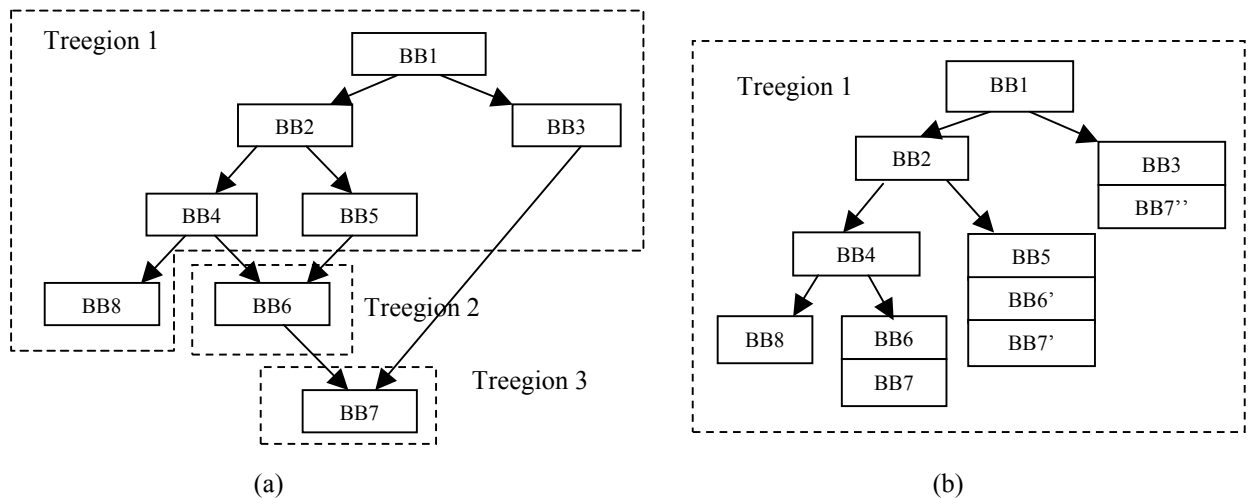 Treegion 1
BB1
BB2
BB3
BB4
BB5
BB8
BB6
Treegion 2
BB7
Treegion 3
(a)
Treegion 1
BB1
BB2
BB3
BB7’’
BB4
BB5
BB6’
BB7’
BB8
BB6
BB7
(b)